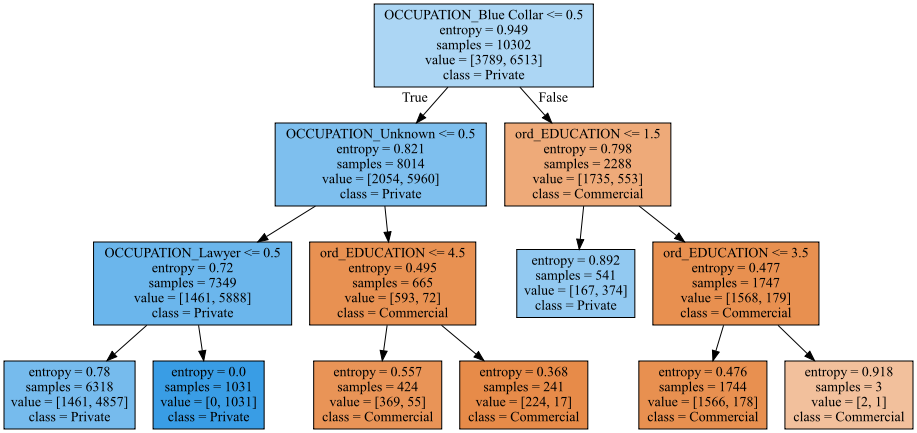 OCCUPATION_Blue Collar <= 0.5
entropy = 0.949
samples = 10302
value = [3789, 6513]
class = Private
True
False
OCCUPATION_Unknown <= 0.5
entropy = 0.821
samples = 8014
value = [2054, 5960]
class = Private
ord_EDUCATION <= 1.5
entropy = 0.798
samples = 2288
value = [1735, 553]
class = Commercial
OCCUPATION_Lawyer <= 0.5
entropy = 0.72
samples = 7349
value = [1461, 5888]
class = Private
ord_EDUCATION <= 4.5
entropy = 0.495
samples = 665
value = [593, 72]
class = Commercial
entropy = 0.892
samples = 541
value = [167, 374]
class = Private
ord_EDUCATION <= 3.5
entropy = 0.477
samples = 1747
value = [1568, 179]
class = Commercial
entropy = 0.78
samples = 6318
value = [1461, 4857]
class = Private
entropy = 0.0
samples = 1031
value = [0, 1031]
class = Private
entropy = 0.557
samples = 424
value = [369, 55]
class = Commercial
entropy = 0.368
samples = 241
value = [224, 17]
class = Commercial
entropy = 0.476
samples = 1744
value = [1566, 178]
class = Commercial
entropy = 0.918
samples = 3
value = [2, 1]
class = Commercial